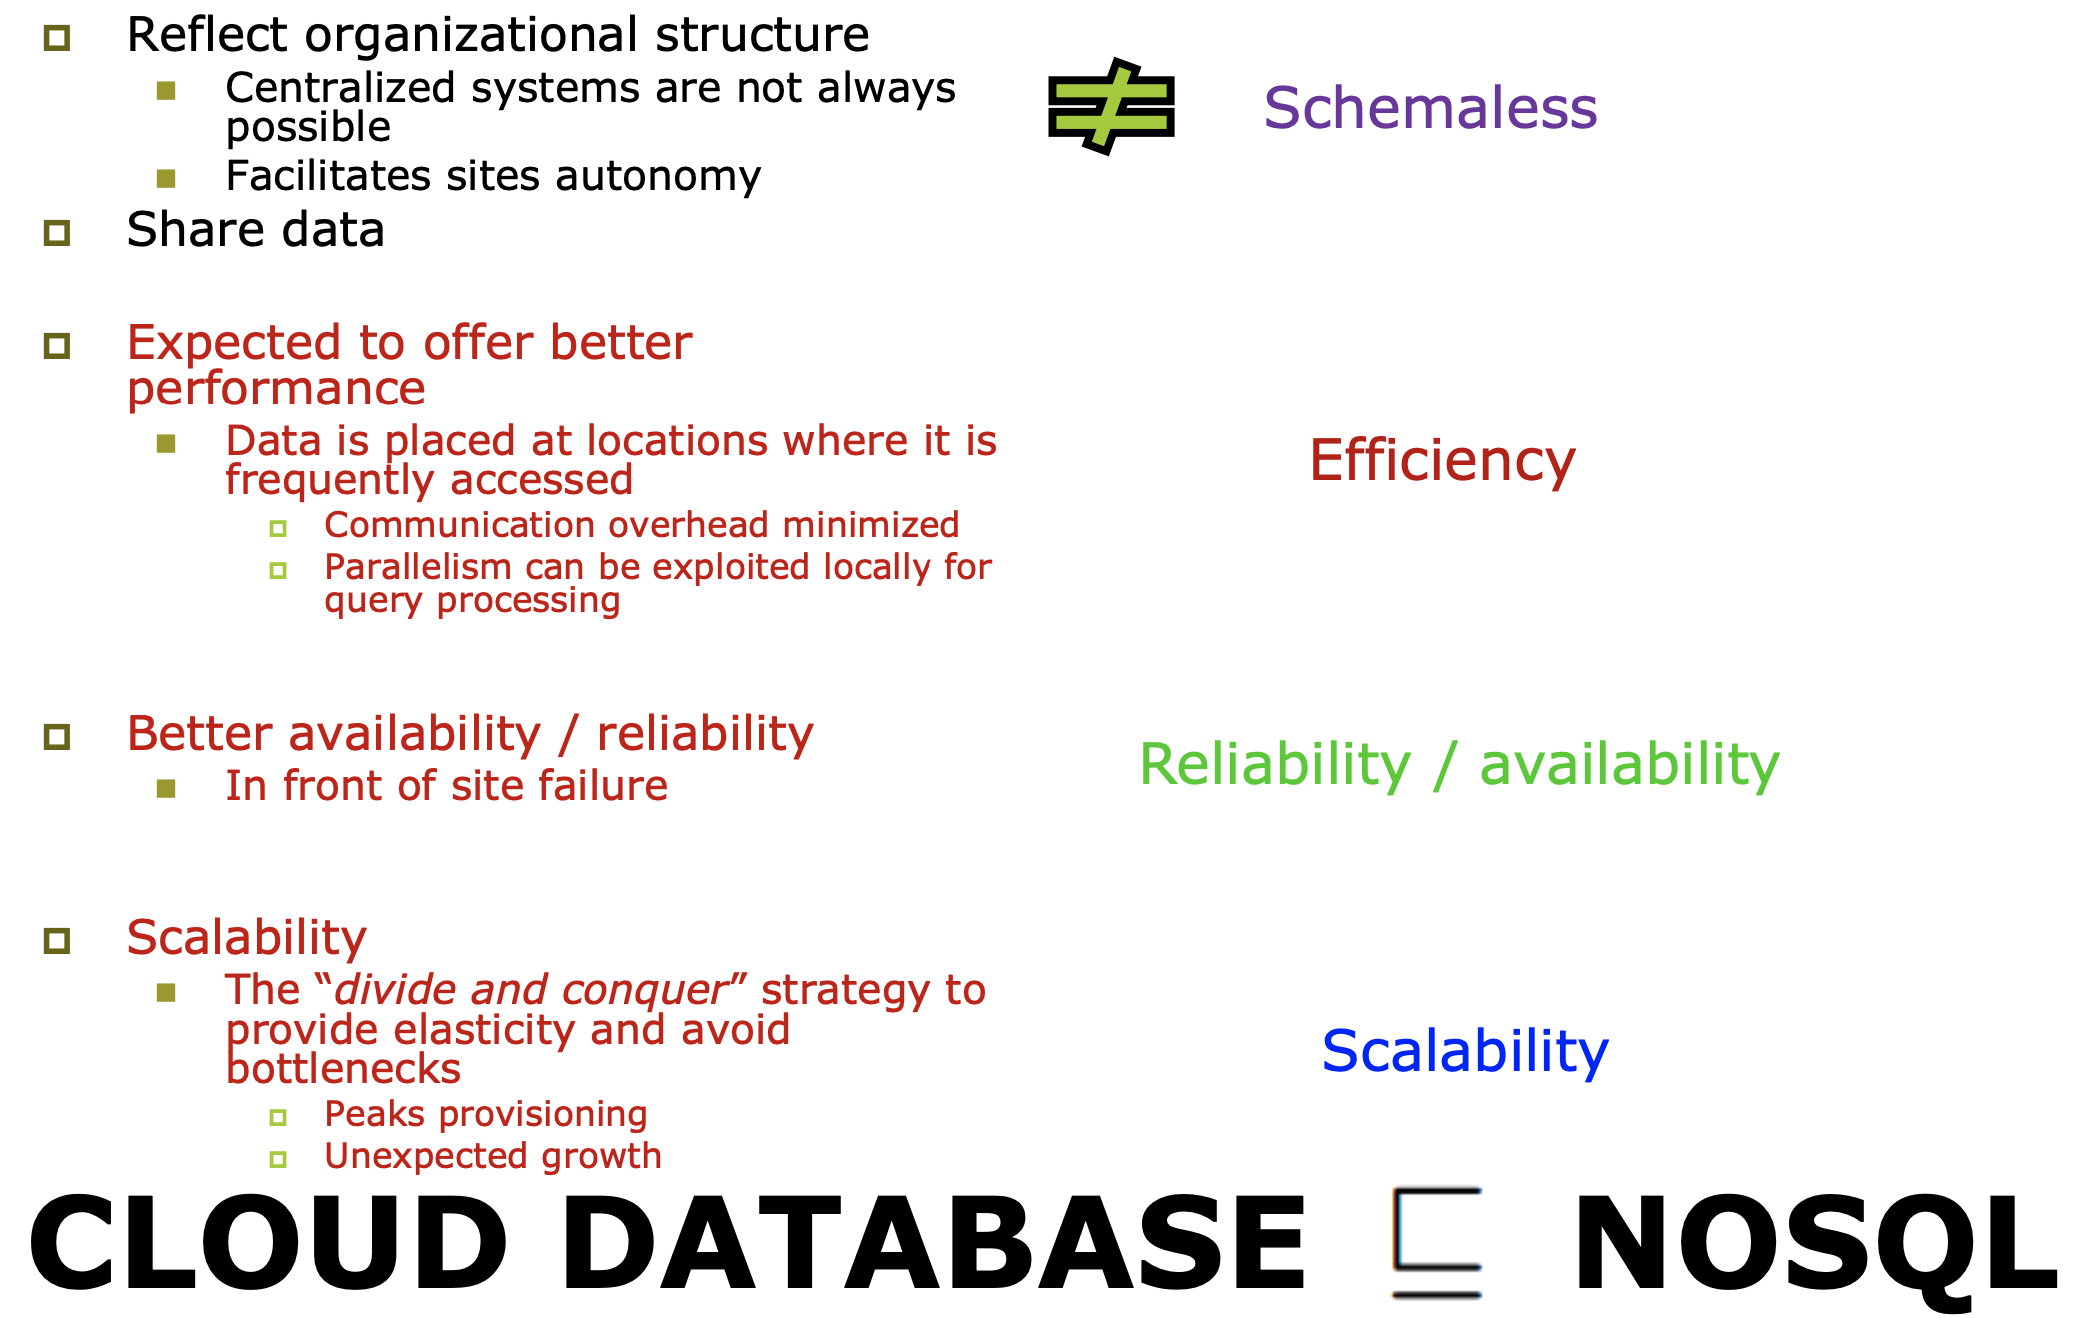 Reflect organizational structure
Centralized systems are not always
possible
Facilitates sites autonomy
Share data
≠ Schemaless
Expected to offer better
performance
Data is placed at locations where it is
frequently accessed
Communication overhead minimized
Parallelism can be exploited locally for
query processing
Efficiency
Better availability / reliability
In front of site failure
Reliability / availability
Scalability
The “divide and conquer” strategy to
provide elasticity and avoid
bottlenecks
Peaks provisioning
Unexpected growth
Scalability
CLOUD DATABASE ⊑ NOSQL